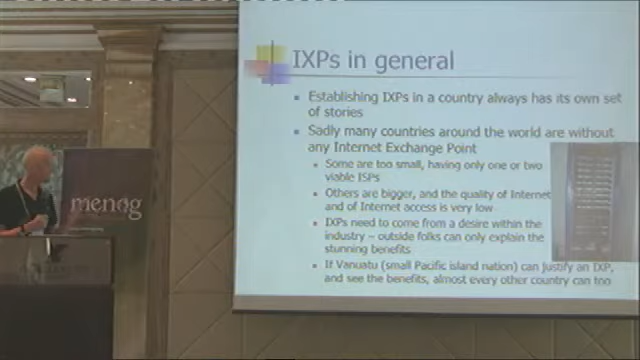 IXPs in general
Establishing IXPs in a country always has its own set
of stories
Sadly many countries around the world are without
any Internet Exchange Point
Some are too small, having only one or two
viable ISPs
Others are bigger, and the quality of Internet
and of Internet access is very low
IXPs need to come from a desire within the
industry – outside folks can only explain the
stunning benefits
If Vanuatu (small Pacific island nation) can justify an IXP,
and see the benefits, almost every other country can too
menog